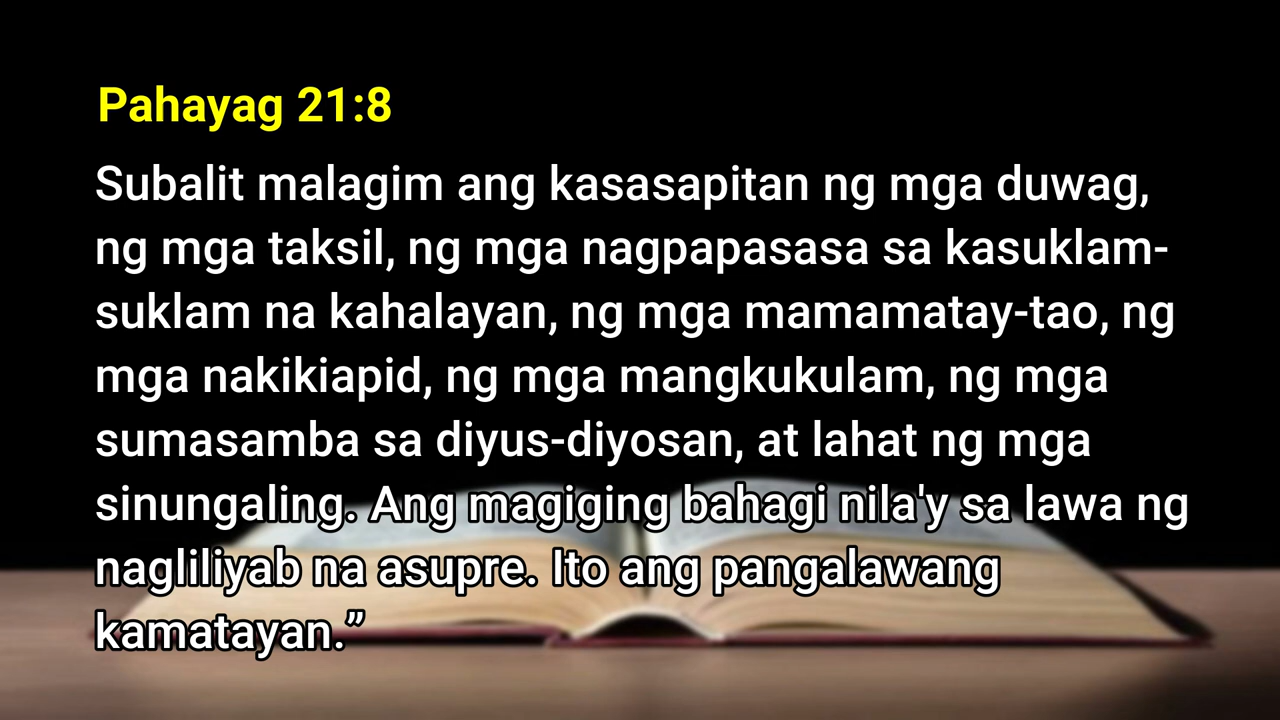 Pahayag 21:8
Subalit malagim ang kasasapitan ng mga duwag,
ng mga taksil, ng mga nagpapasasa sa kasuklam-
suklam na kahalayan, ng mga mamamatay-tao, ng
mga nakikiapid, ng mga mangkukulam, ng mga
sumasamba sa diyus-diyosan, at lahat ng mga
sinungaling. Ang magiging bahagi nila'y sa lawa ng
nagliliyab na asupre. Ito ang pangalawang
kamatayan.”